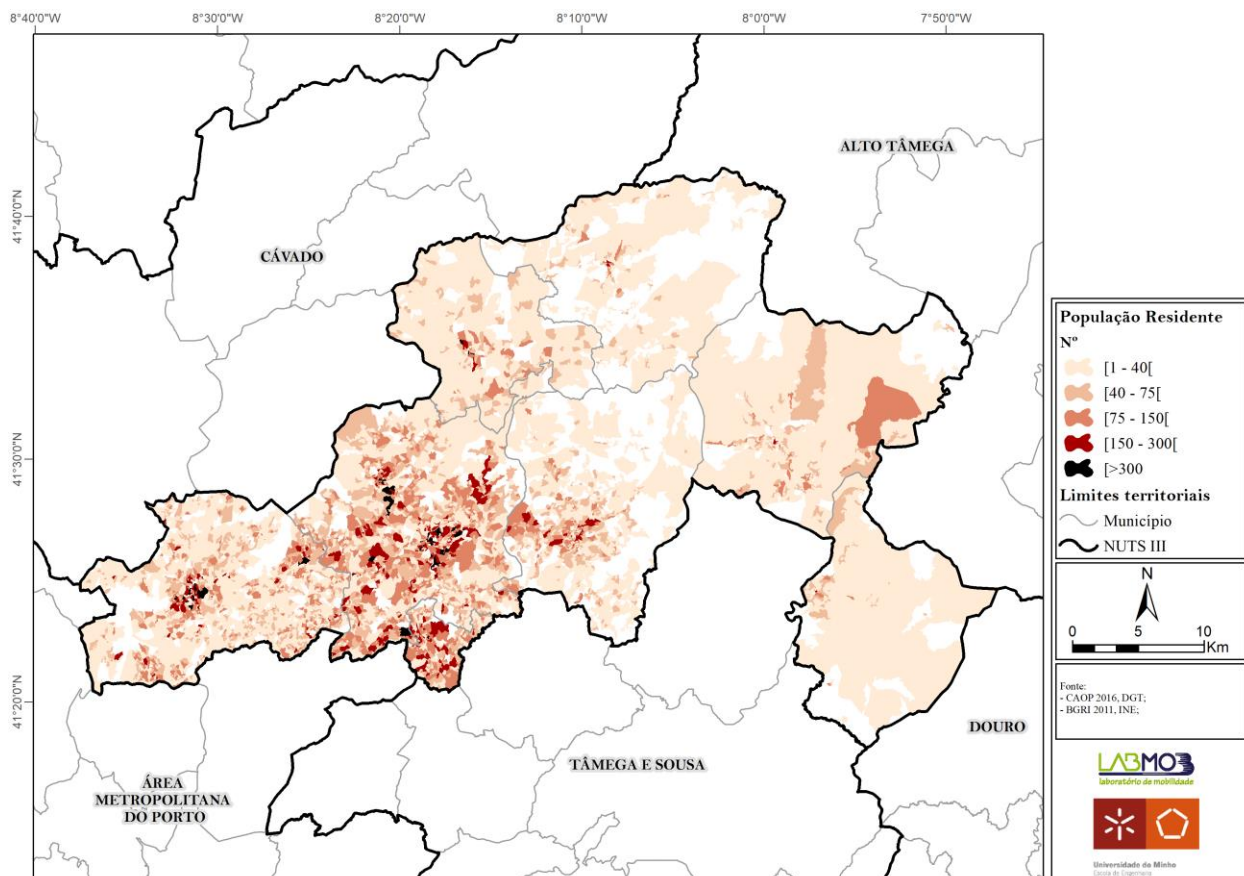 8°40'0"W
8°30'0"W
8°20'0"W
8°10'0"W
8°0'0"W
7°50'0"W
41°40'0"N
41°30'0"N
41°20'0"N
ALTO TÂMEGA
CÁVADO
DOURO
TÂMEGA E SOUSA
ÁREA
METROPOLITANA
DO PORTO
População Residente
Nº
[1 - 40[
[40 - 75[
[75 - 150[
[150 - 300[
[>300
Limites territoriais
Município
NUTS III
N
0 5 10
Km
Fonte:
- CAOP 2016, DGT;
- BGRI 2011, INE;
LABMOB
laboratório da mobilidade
Universidade do Minho
Escola de Engenharia